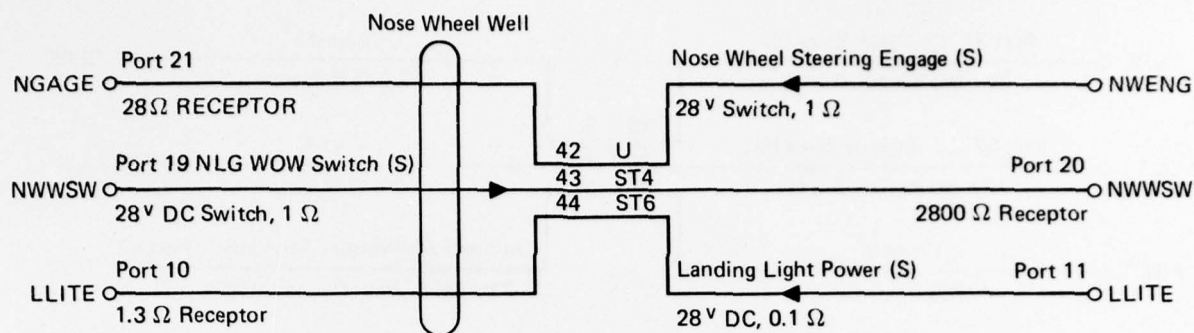 Nose Wheel Well
Port 21
Nose Wheel Steering Engage (S)
NGAGE
NWENG
28Ω RECEPTOR
28V Switch, 1 Ω
42 U
Port 19 NLG WOW Switch (S)
43 ST4
Port 20
NWWSW
NWWSW
28V DC Switch, 1 Ω
44 ST6
2800 Ω Receptor
Port 10
Landing Light Power (S)
Port 11
LLITE
LLITE
1.3 Ω Receptor
28V DC, 0.1 Ω